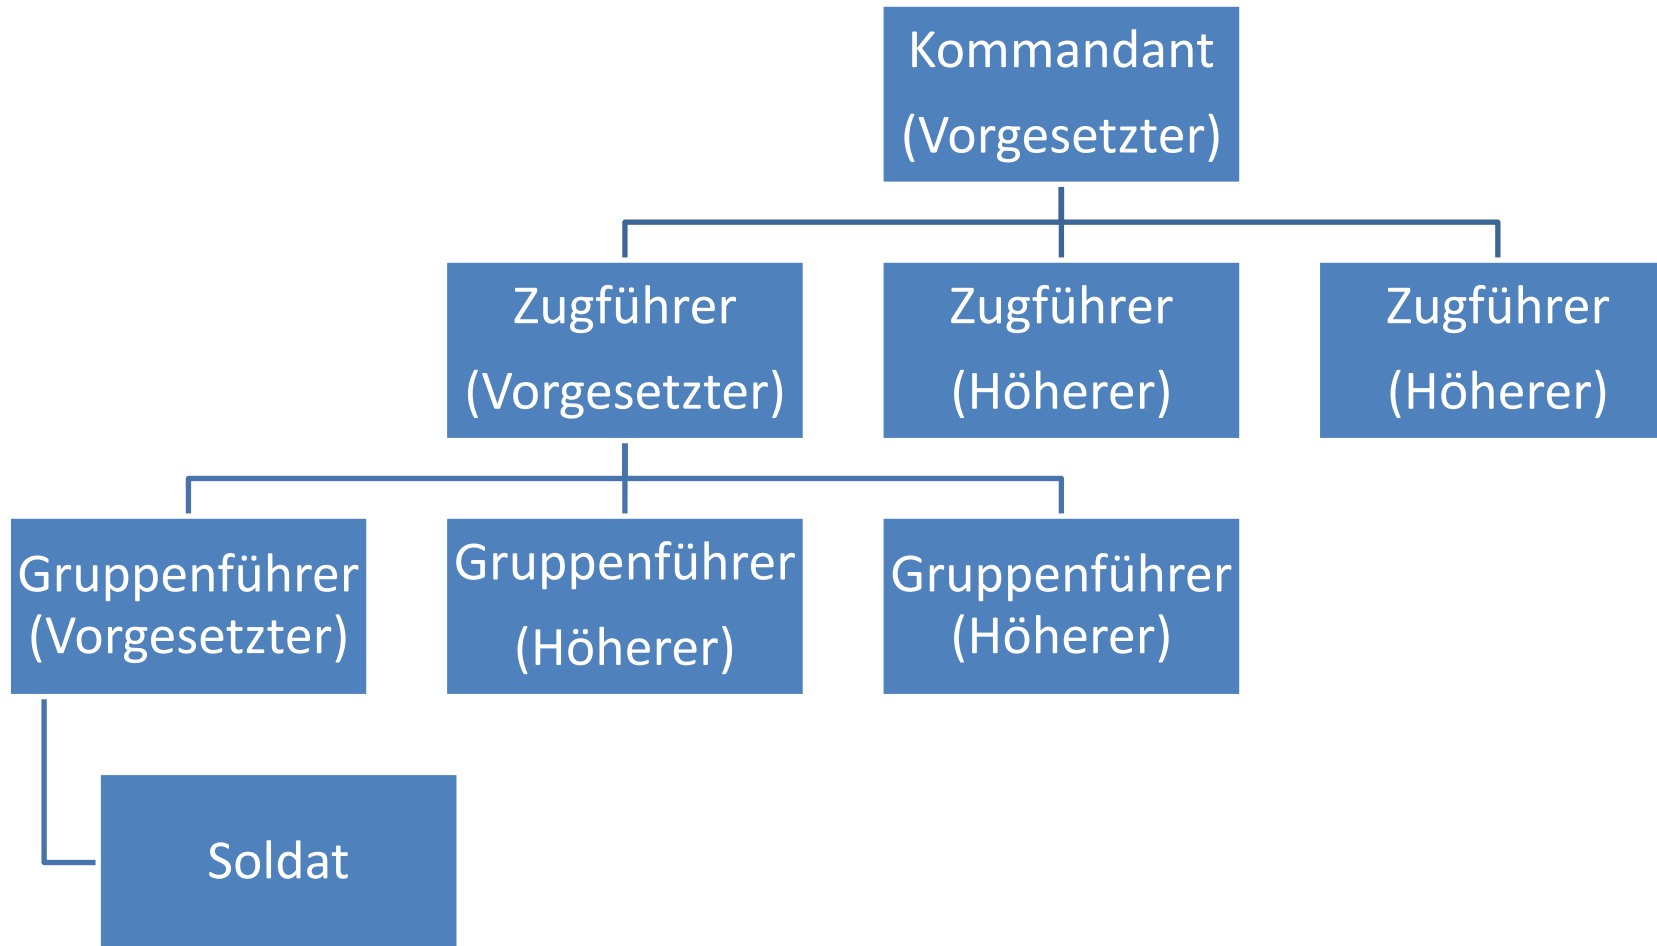 Kommandant
(Vorgesetzter)
Zugführer
(Vorgesetzter)
Zugführer
(Höherer)
Zugführer
(Höherer)
Gruppenführer
(Vorgesetzter)
Gruppenführer
(Höherer)
Gruppenführer
(Höherer)
Soldat